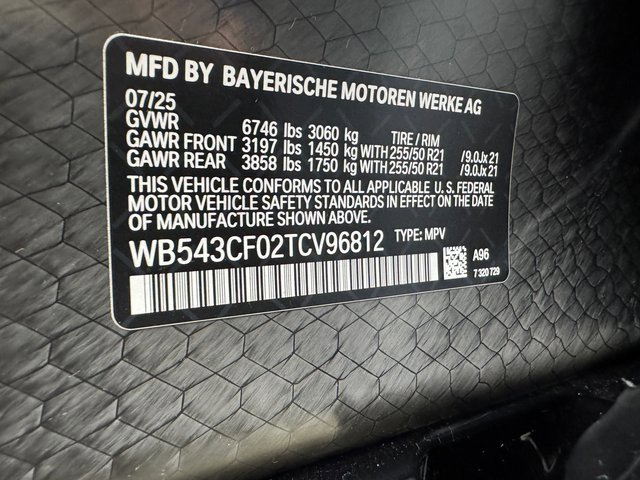 MFD BY BAYERISCHE MOTOREN WERKE AG
07/25
GVWR 6746 lbs 3060 kg TIRE / RIM
GAWR FRONT 3197 lbs 1450 kg WITH 255/50 R21 /9.0Jx 21
GAWR REAR 3858 lbs 1750 kg WITH 255/50 R21 /9.0Jx 21
THIS VEHICLE CONFORMS TO ALL APPLICABLE U.S. FEDERAL
MOTOR VEHICLE SAFETY STANDARDS IN EFFECT ON THE DATE
OF MANUFACTURE SHOWN ABOVE.
WB543CF02TCV96812 TYPE: MPV
A96
7 320 729